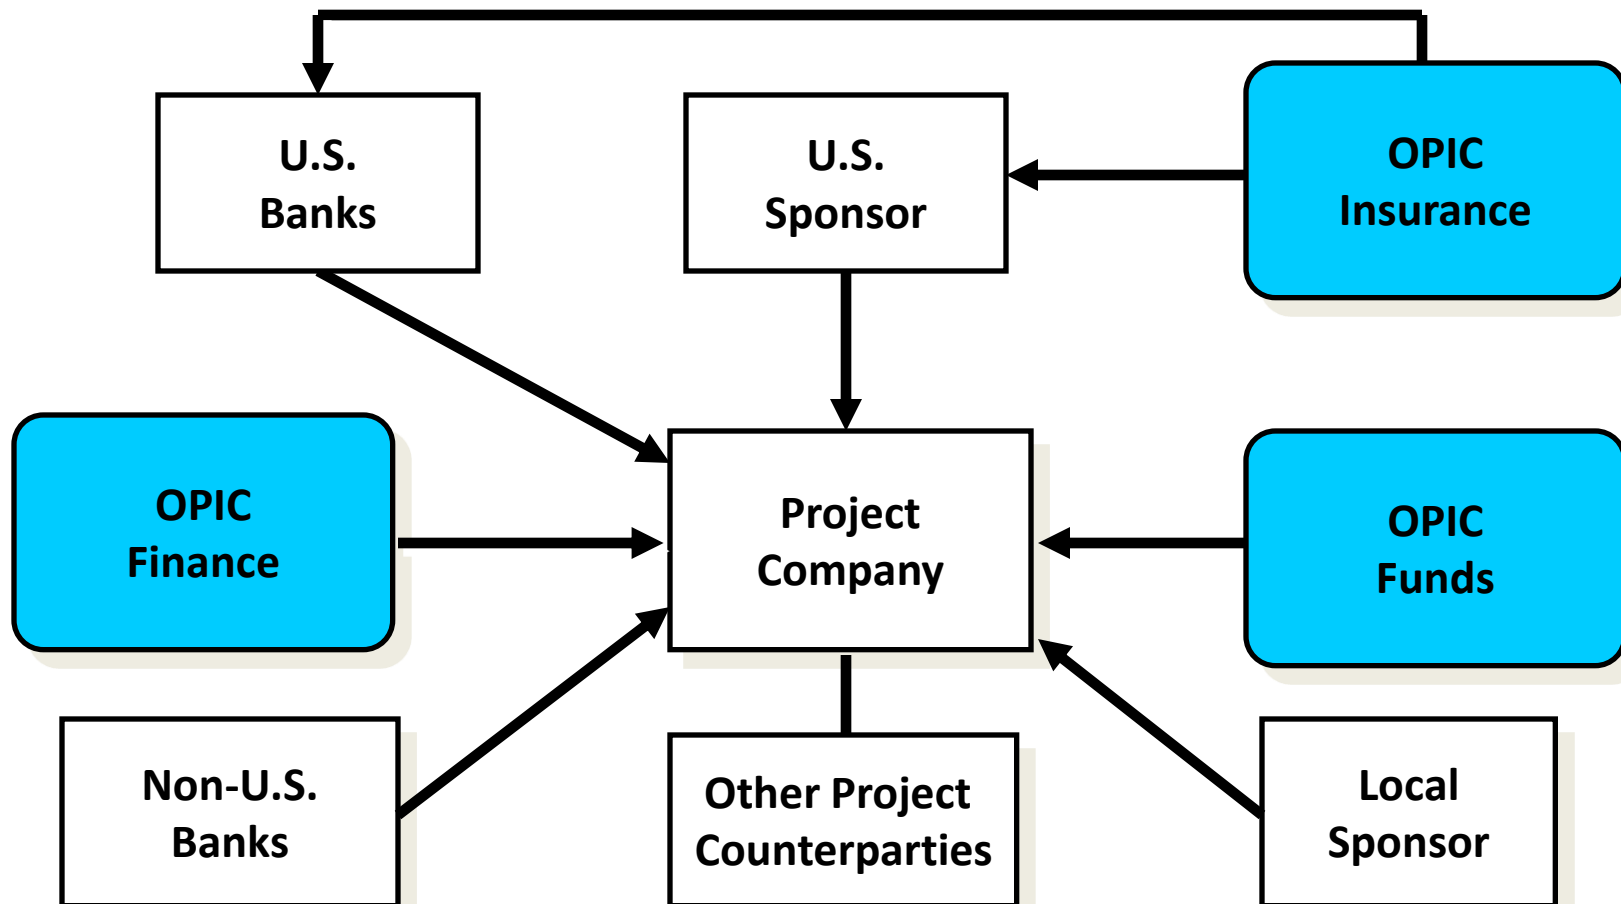 U.S.
Banks
U.S.
Sponsor
OPIC
Insurance
OPIC
Finance
Project
Company
OPIC
Funds
Non-U.S.
Banks
Other Project
Counterparties
Local
Sponsor